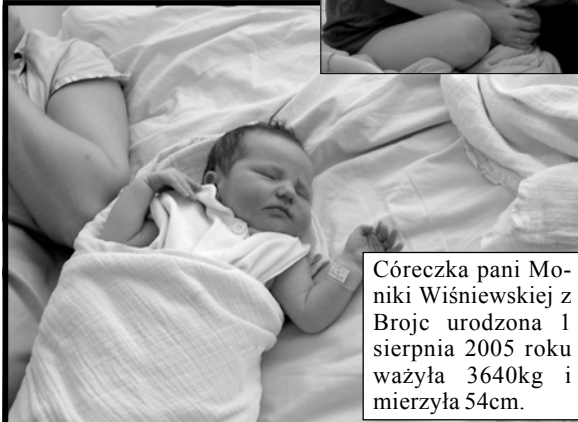 Córeczka pani Mo-
niki Wiśniewskiej z
Brojc urodzona 1
sierpnia 2005 roku
ważyła 3640kg i
mierzyła 54cm.